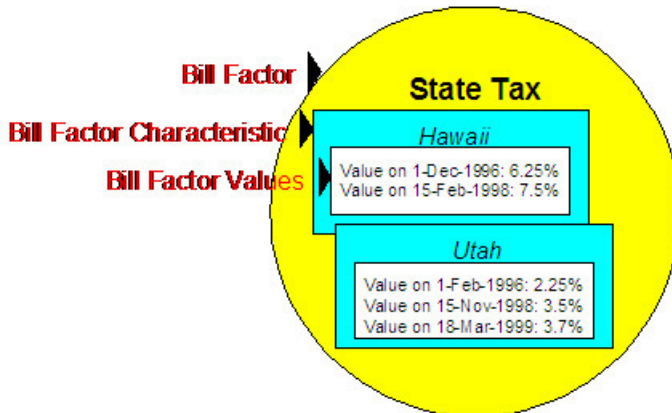 Bill Factor
State Tax
Bill Factor Characteristic
Hawaii
Bill Factor Values
Value on 1-Dec-1996: 6.25%
Value on 15-Feb-1998: 7.5%
Utah
Value on 1-Feb-1996: 2.25%
Value on 15-Nov-1998: 3.5%
Value on 18-Mar-1999: 3.7%